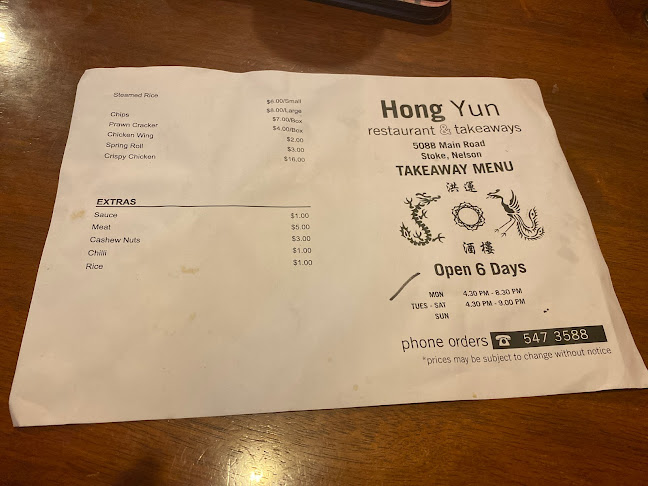 Steamed Rice
$6.00/Small
$8.00/Large
Chips $7.00/Box
Prawn Cracker $4.00/Box
Chicken Wing $2.00
Spring Roll $3.00
Crispy Chicken $16.00
EXTRAS
Sauce $1.00
Meat $5.00
Cashew Nuts $3.00
Chilli $1.00
Rice $1.00
Hong Yun
restaurant & takeaways
508B Main Road
Stoke, Nelson
TAKEAWAY MENU
洪運
酒樓
Open 6 Days
MON 4.30 PM - 8.30 PM
TUES - SAT 4.30 PM - 9.00 PM
SUN
phone orders ☎ 547 3588
*prices may be subject to change without notice